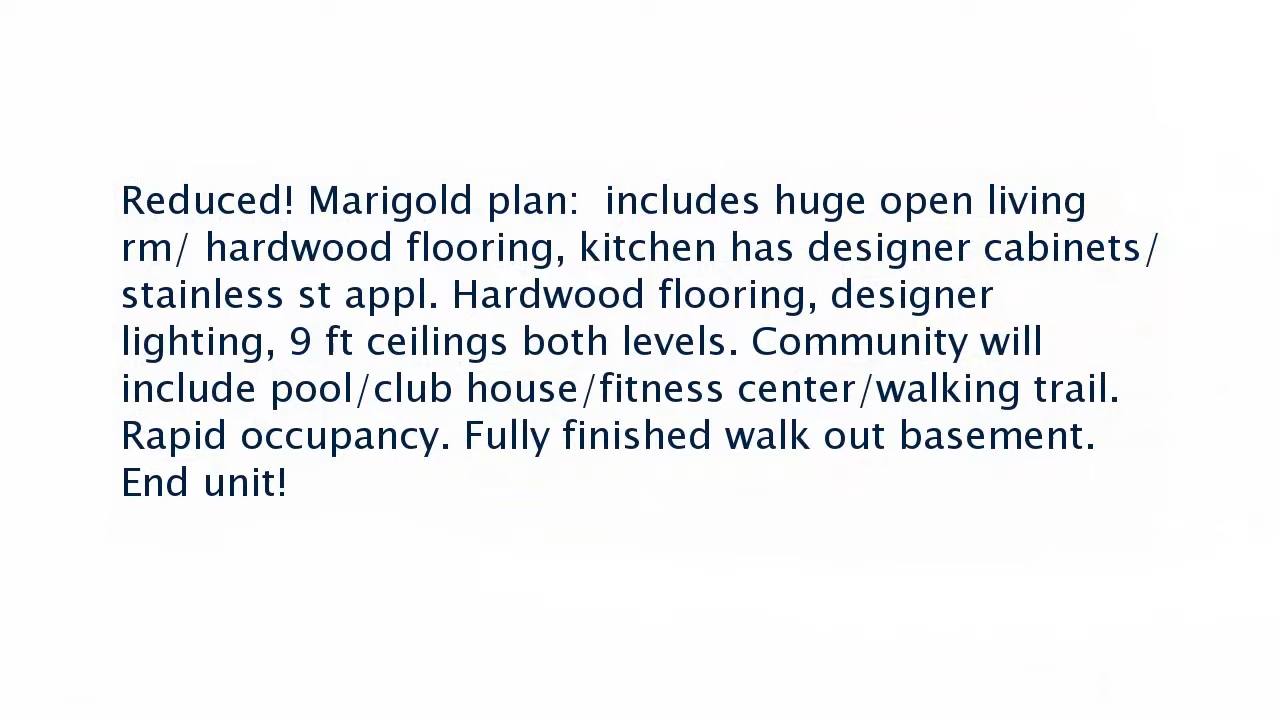 Reduced! Marigold plan:  includes huge open living
rm/ hardwood flooring, kitchen has designer cabinets/
stainless st appl. Hardwood flooring, designer
lighting, 9 ft ceilings both levels. Community will
include pool/club house/fitness center/walking trail.
Rapid occupancy. Fully finished walk out basement.
End unit!